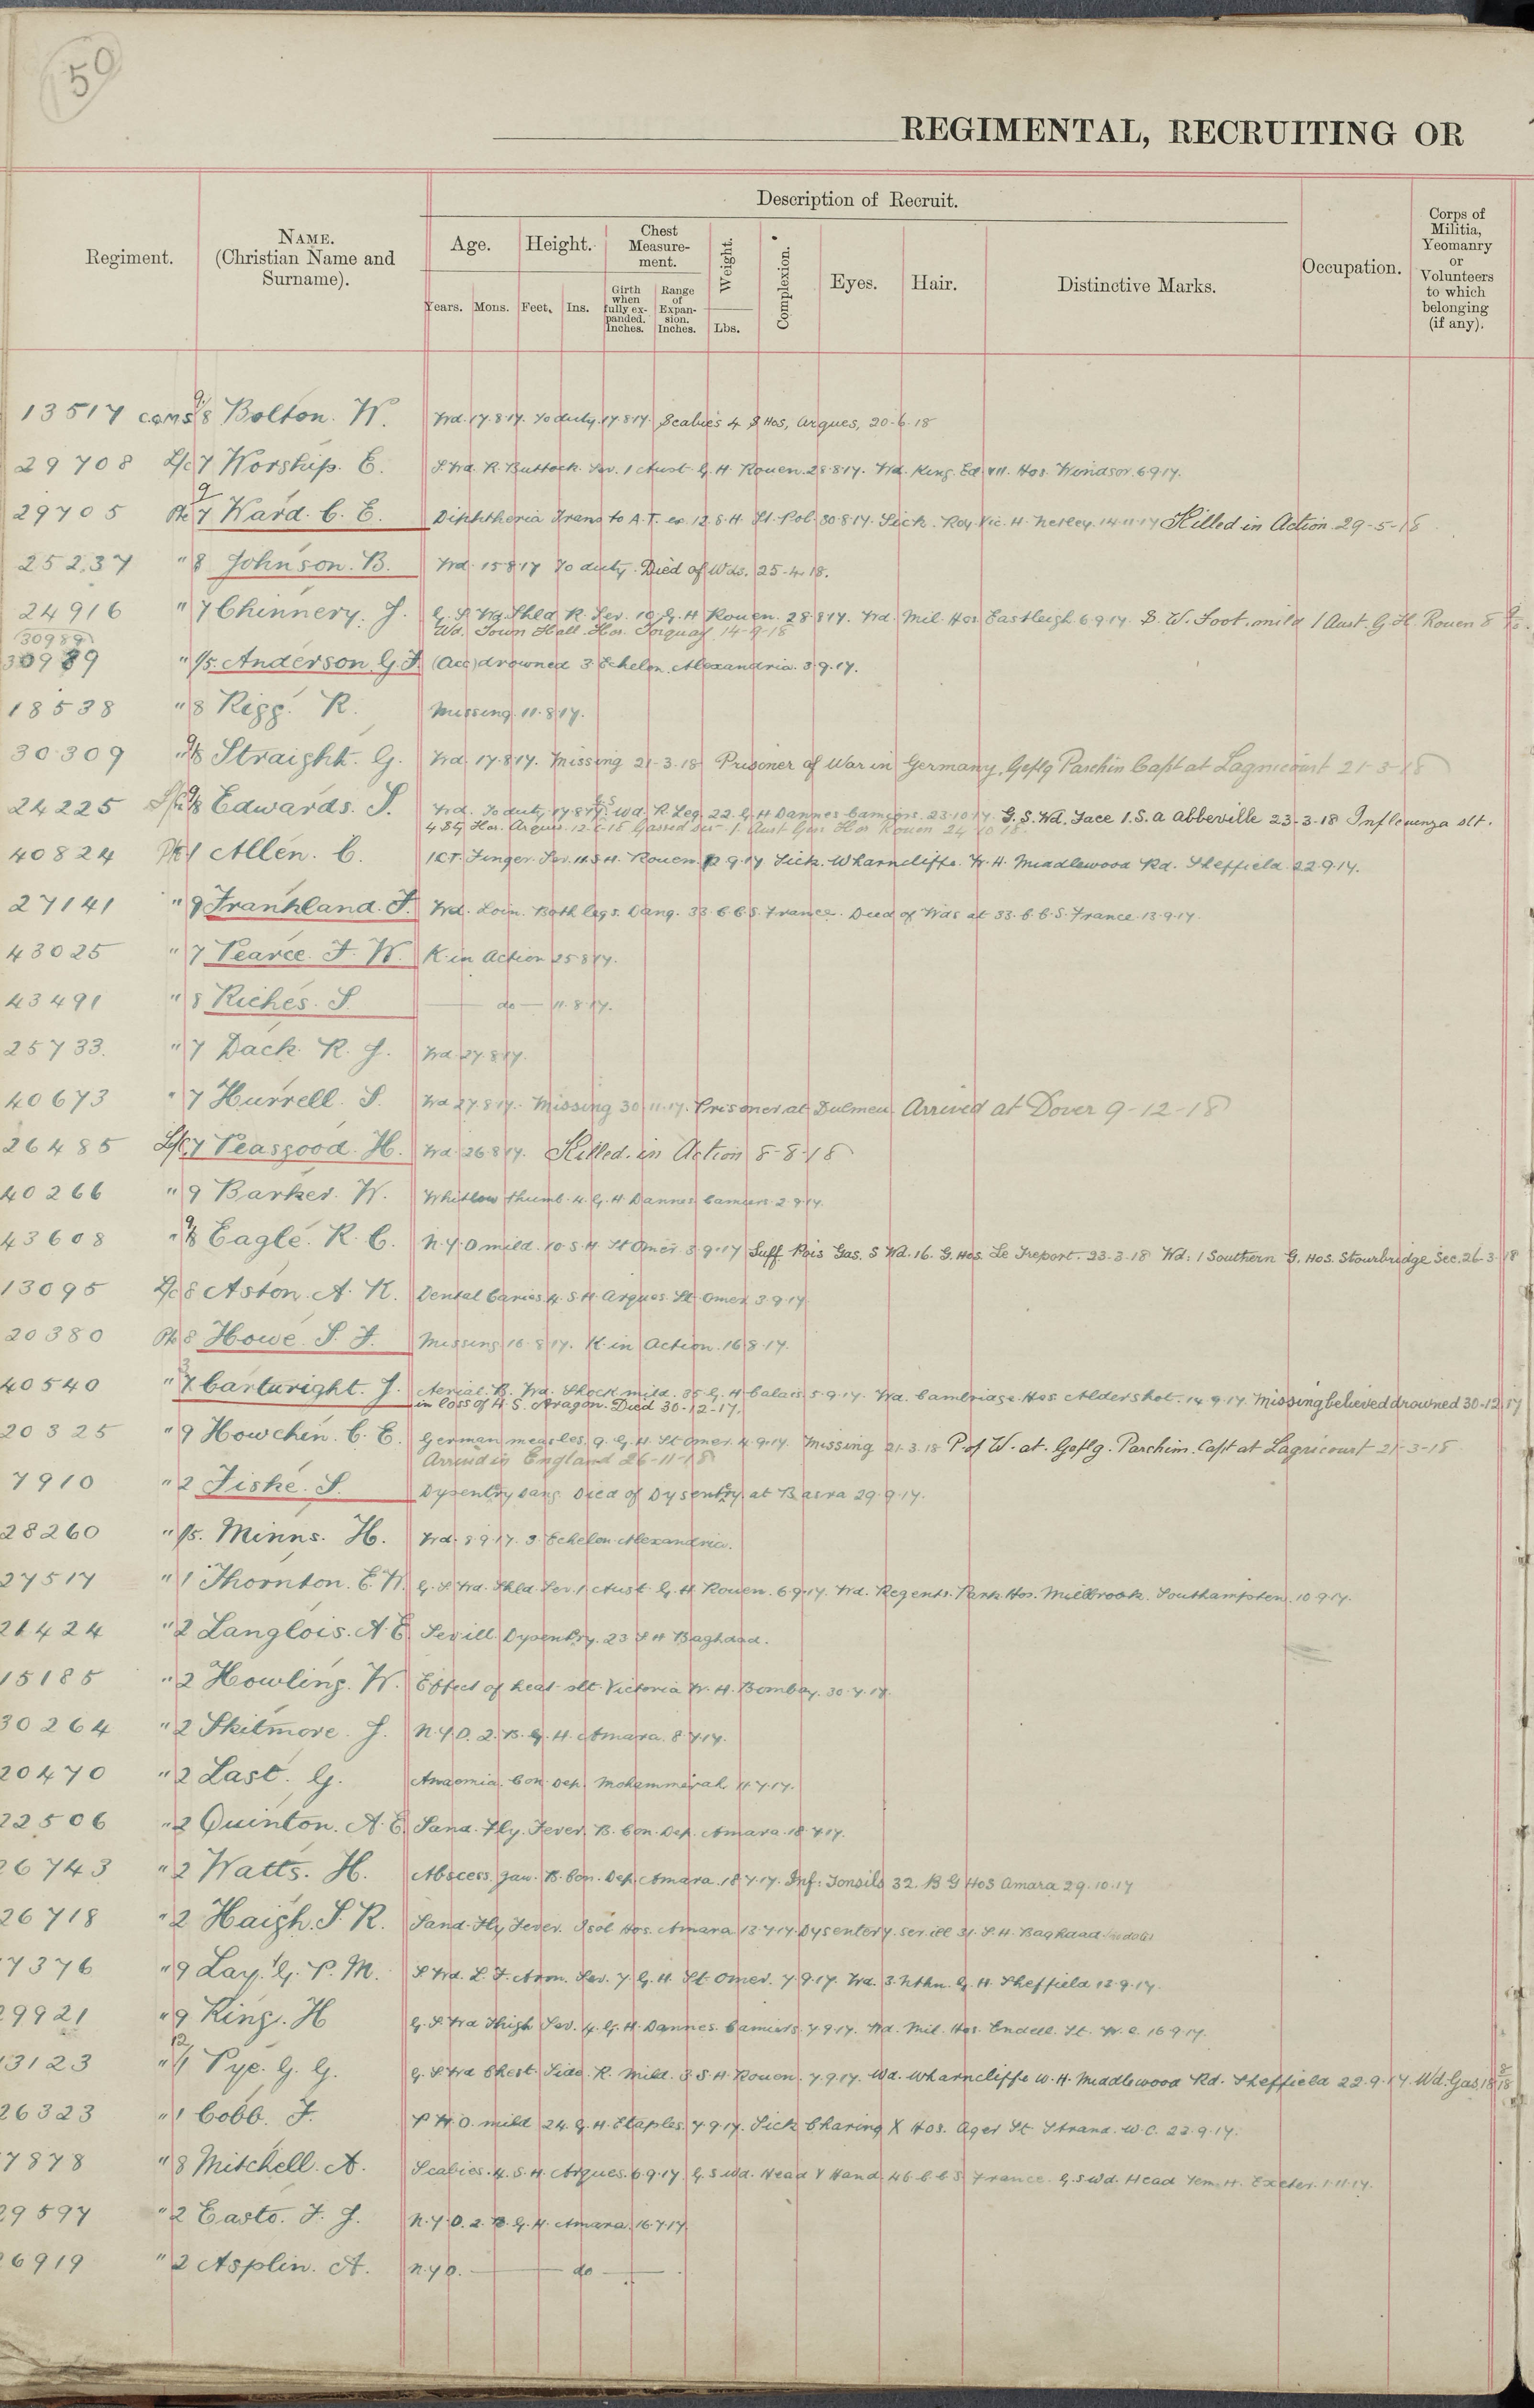 50
REGIMENTAL, RECRUITING OR
Description of Recruit.
Regiment.
NAME.
(Christian Name and
Surname).
Age.
Height.
Chest
Measure-
ment.
Weight.
Complexion.
Eyes.
Hair.
Distinctive Marks.
Occupation.
Corps of
Militia,
Yeomanry
or
Volunteers
to which
belonging
(if any).
Years. Mons. Feet. Ins.
Girth
when
fully ex-
panded.
Inches.
Range
of
Expan-
sion.
Inches.
Lbs.
13517 CQMS 9/8 Bolton. W. Wd. 17.8.17. To duty. 17.8.17. Scabies 4 S Hos, Arques, 20-6-18
29708 L/c 7 Worship. E. S. Wd. R. Buttock. Sev. 1 Aust. G. H. Rouen. 28.8.17. Wd. King. Ed. VII. Hos. Windsor. 6.9.17.
29705 Pte 9 7 Ward. C. E. Diphtheria Trans to A.T. ex. 12 S.H. St. Pol. 30.8.17. Sick. Roy. Vic. H. Netley. 14.11.17 Killed in Action. 29-5-18
25237 " 8 Johnson. B. Wd. 15.8.17 To duty. Died of Wds. 25-4-18.
24916 " 7 Chinnery. J. G. S. Wd. Shld. R. Sev. 10. G. H Rouen. 28.8.17. Wd. Mil. Hos Eastleigh. 6.9.17. S. W. Foot. mild 1 Aust. G H. Rouen 8 9/18.
Wd. Town Hall. Hos. Torquay 14-9-18
30989
30989 " 1/5. Anderson. G. F. (Acc) drowned 3 Echelon. Alexandria. 3.9.17.
18538 " 8 Rigg. R. Missing. 11.8.17.
30309 " 9/8 Straight. G. Wd. 17.8.17. Missing 21-3-18 Prisoner of War in Germany, Gef/g Parchin Capt at Lagnicourt 21-3-18
24225 9/8 Edwards. S. Wd. To duty 17.8.17. G.S. Wd. R. Leg. 22. G. H Dannes Camiers. 23.10.17. G. S. Wd. Face 1. S. A Abbeville 23-3-18 Influenza slt.
4 Stg Hos. Arques. 12-6-18 Gassed sev. 1. Aust Gen Hos Rouen 24 10 18.
40824 Pte 1 Allen. C. ICT. Finger. Sev. 11. S.H. Rouen. 12 9.17 Sick. Wharncliffe. W. H. Middlewood Rd. Sheffield. 22.9.17.
27141 " 9 Frankland. F. Wd. Loin. Both legs. Dang. 33. C. C. S. France. Died of Wds at 33. C. C. S. France. 13.9.17.
43025 " 7 Pearce. F. W. K. in Action 25.8.17.
43491 " 8 Riches. S. — do — 11.8.17.
25733. " 7 Dack. R. J. Wd. 27.8.17.
40673 " 7 Hurrell. S. Wd 27.8.17. Missing 30.11.17. Prisoner at Dulmen Arrived at Dover 9-12-18
26485 L/c 7 Peasgood. H. Wd. 26.8.17. Killed in Action 8-8-18
40266 " 9 Barker. W. Whitlow thumb. 4. G. H Dannes Camiers. 2.9.17.
43608 " 9/8 Eagle. R. C. N.Y.D mild. 10.S.H St Omer. 3.9.17 Suff. Pois Gas. S Wd. 16. G. Hos. Le Treport. 23-3-18 Wd: 1 Southern G. Hos. Stourbridge Sec. 26-3-18
13095 L/c 8 Aston. A. K. Dental Caries. 4. S.H. Arques. St. Omer. 3.9.17
20380 Pte 8 Howe. S. F. Missing 16.8.17. K. in Action. 16.8.17.
40540 " 7 Cartwright. J. Aerial. B. Wd. Shock mild. 35. G. H Calais. 5.9.17. Wd. Cambridge Hos. Aldershot. 14.9.17. Missing believed drowned 30-12-17
in loss of H. S. Aragon. Died 30-12-17.
20325 " 9 Howchin. C. E. German measles. 9. G. H. St Omer. 4.9.17. Missing 21-3-18 P. of W. at. Gef/g. Parchim. Capt at Lagnicourt 21-3-18
Arrived in England 26-11-18
7910 " 2 Fiske. S. Dysentry Dang. Died of Dysentry. at Basra 29.9.17.
28260 " 1/5. Minns. H. Wd. 8.9.17. 3. Echelon. Alexandria.
27517 " 1 Thornton. E. W. G. S. Wd. Shld. Sev. 1 Aust. G. H. Rouen. 6.9.17. Wd. Regents Park. Hos. Millbrook. Southampton. 10.9.17.
21424 " 2 Langlois. A. E. Sev ill Dysentry. 23 S. H Baghdad.
15185 " 2 Howling. W. Effect of heat. slt. Victoria W. H. Bombay. 30.7.17.
30264 " 2 Skitmore. J. N. Y. D. 2. B. G. H. Amara. 8.7.17.
20470 " 2 Last. G. Anaemia. Con. Dep. Mohammerah. 11.7.17.
22506 " 2 Quinton. A. E. Sand. Fly. Fever. B. Con. Dep. Amara. 18.7.17.
26743 " 2 Watts. H. Abscess. Jaw. B. Con. Dep. Amara. 18.7.17. Inf: Tonsils 32. B G Hos Amara 29.10.17
26718 " 2 Haigh. S. R. Sand. Fly Fever. Isol Hos. Amara. 13.7.17. Dysentery. ser ill 31. S. H. Baghdad
7376 " 9 Lay. G. P. M. S. Wd. L. F. Arm. Sev. 7. G. H. St. Omer. 7.9.17. Wd. 3. Nthn. G. H. Sheffield 13.9.17.
29921 " 9 King. H G. S. Wd Thigh Sev. 4. G. H. Dannes. Camiers. 7.9.17. Wd. Mil. Hos. Endell. St. W. C. 16.9.17.
13123 " 12/1 Pye. G. G. G. S. Wd Chest. Side. R. Mild. 3. S H. Rouen. 7.9.17. Wd. Wharncliffe W. H. Middlewood Rd. Sheffield 22.9.17. Wd. Gas. 18 8/18
26323 " 1 Cobb. F. P. U. O. mild 24. G. H. Etaples. 7.9.17. Sick Charing X Hos. Agar St. Strand. W.C. 22.9.17.
7878 " 8 Mitchell. A. Scabies. 4. S. H. Arques. 6.9.17 G. S Wd. Head & Hand. 46 C C S France. G. S Wd. Head Tem. H. Exeter. 1.11.17.
29597 " 2 Easto. F. J. N. Y. D. 2. B. G. H. Amara. 16.7.17.
6919 " 2 Asplin. A. N. Y D. — do —